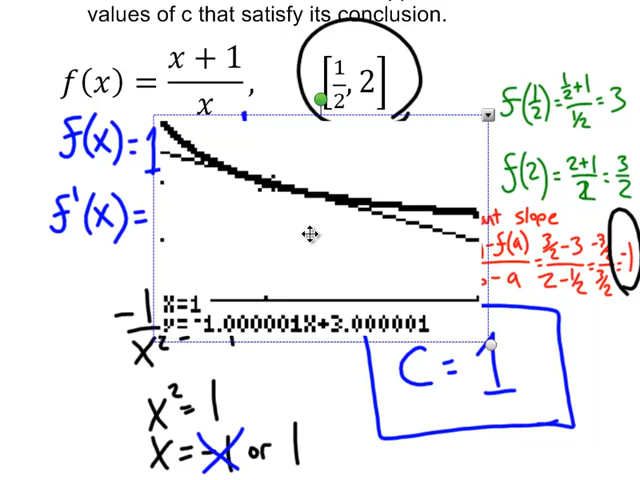 values of c that satisfy its conclusion.
f(x) = x + 1 / x , [1/2, 2]
f(1/2) = 1/2+1 / 1/2 = 3
f(2) = 2+1 / 2 = 3/2
f(x) = 1
f'(x) =
slope
-f(a) / -a = 3/2 - 3 / 2 - 1/2 = -3/2 / 3/2 = -1
X=1
Y=-1.000001X+3.000001
-1 / x² =
C = 1
x² = 1
x = -1 or 1